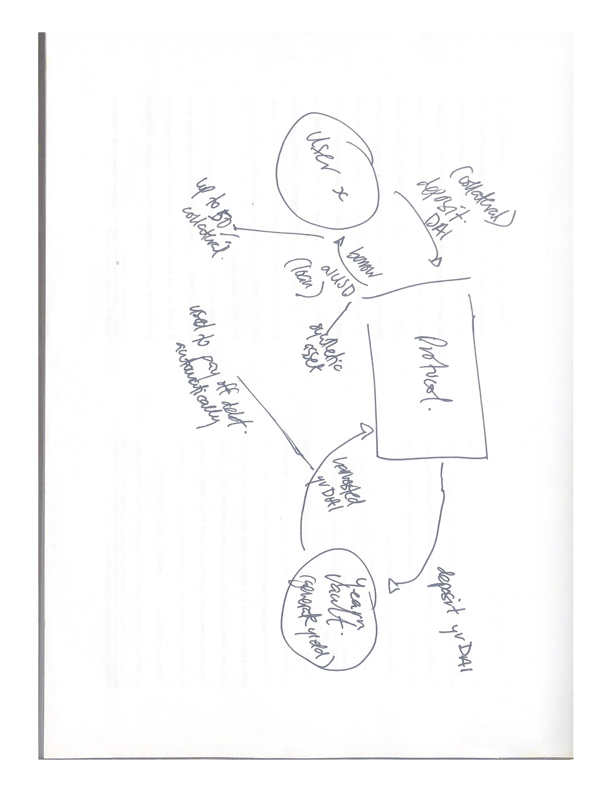 User x
(collateral)
deposit
DAI
borrow
alUSD
(loan)
up to 50%
collateral.
synthetic
asset
Protocol.
used to pay off debt.
automatically
harvested
yvDAI
deposit yvDAI
yearn
Vault.
(generate yield)